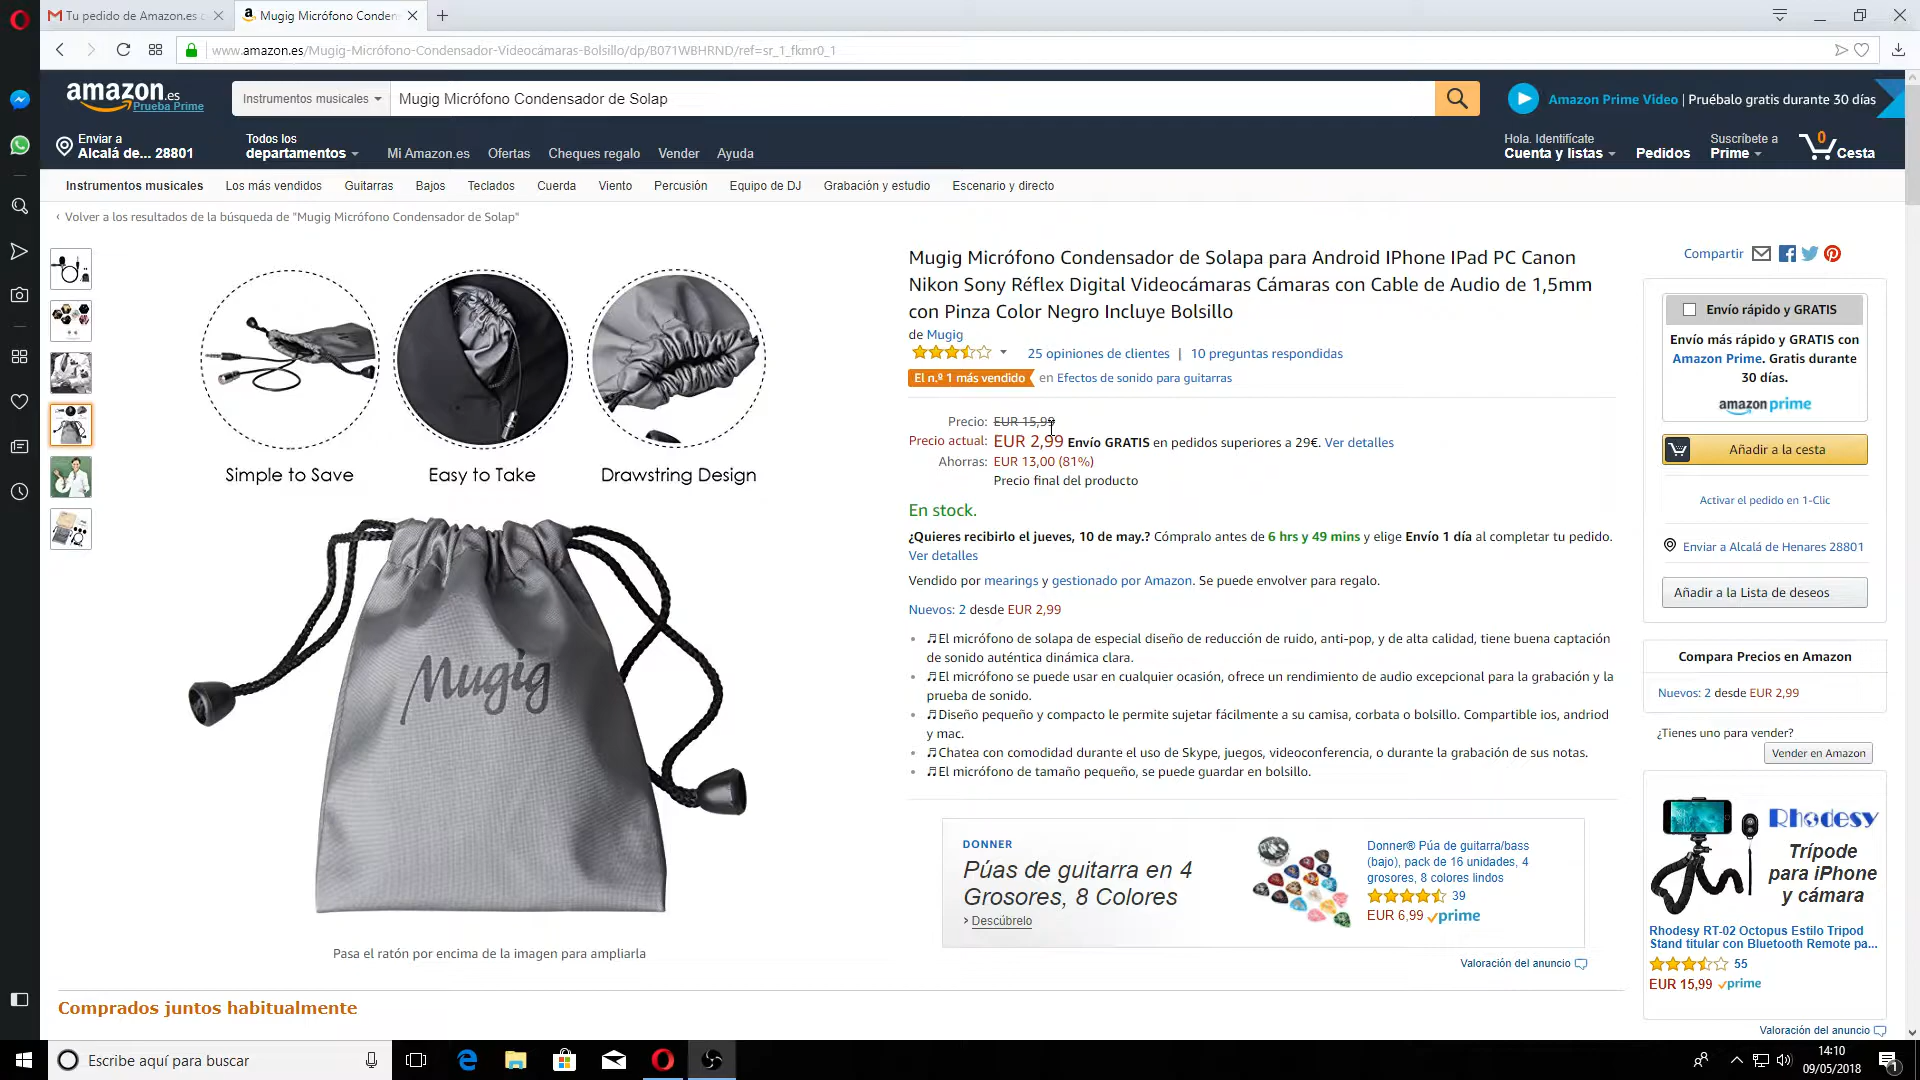 Tu pedido de Amazon.es c
Mugig Micrófono Conden
www.amazon.es/Mugig-Micrófono-Condensador-Videocámaras-Bolsillo/dp/B071WBHRND/ref=sr_1_fkmr0_1
amazon.es
Prueba Prime
Instrumentos musicales
Mugig Micrófono Condensador de Solap
Amazon Prime Video | Pruébalo gratis durante 30 días
Enviar a
Alcalá de... 28801
Todos los
departamentos
Mi Amazon.es
Ofertas
Cheques regalo
Vender
Ayuda
Hola. Identifícate
Cuenta y listas
Pedidos
Suscríbete a
Prime
0
Cesta
Instrumentos musicales
Los más vendidos
Guitarras
Bajos
Teclados
Cuerda
Viento
Percusión
Equipo de DJ
Grabación y estudio
Escenario y directo
‹ Volver a los resultados de la búsqueda de "Mugig Micrófono Condensador de Solap"
Simple to Save
Easy to Take
Drawstring Design
Mugig
Pasa el ratón por encima de la imagen para ampliarla
Mugig Micrófono Condensador de Solapa para Android IPhone IPad PC Canon
Nikon Sony Réflex Digital Videocámaras Cámaras con Cable de Audio de 1,5mm
con Pinza Color Negro Incluye Bolsillo
de Mugig
25 opiniones de clientes | 10 preguntas respondidas
El n.º 1 más vendido en Efectos de sonido para guitarras
Precio: EUR 15,99
Precio actual: EUR 2,99 Envío GRATIS en pedidos superiores a 29€. Ver detalles
Ahorras: EUR 13,00 (81%)
Precio final del producto
En stock.
¿Quieres recibirlo el jueves, 10 de may.? Cómpralo antes de 6 hrs y 49 mins y elige Envío 1 día al completar tu pedido.
Ver detalles
Vendido por mearings y gestionado por Amazon. Se puede envolver para regalo.
Nuevos: 2 desde EUR 2,99
• ♬El micrófono de solapa de especial diseño de reducción de ruido, anti-pop, y de alta calidad, tiene buena captación
de sonido auténtica dinámica clara.
• ♬El micrófono se puede usar en cualquier ocasión, ofrece un rendimiento de audio excepcional para la grabación y la
prueba de sonido.
• ♬Diseño pequeño y compacto le permite sujetar fácilmente a su camisa, corbata o bolsillo. Compartible ios, andriod
y mac.
• ♬Chatea con comodidad durante el uso de Skype, juegos, videoconferencia, o durante la grabación de sus notas.
• ♬El micrófono de tamaño pequeño, se puede guardar en bolsillo.
DONNER
Púas de guitarra en 4
Grosores, 8 Colores
› Descúbrelo
Donner® Púa de guitarra/bass
(bajo), pack de 16 unidades, 4
grosores, 8 colores lindos
39
EUR 6,99 prime
Valoración del anuncio
Compartir
Envío rápido y GRATIS
Envío más rápido y GRATIS con
Amazon Prime. Gratis durante
30 días.
amazon prime
Añadir a la cesta
Activar el pedido en 1-Clic
Enviar a Alcalá de Henares 28801
Añadir a la Lista de deseos
Compara Precios en Amazon
Nuevos: 2 desde EUR 2,99
¿Tienes uno para vender?
Vender en Amazon
Rhodesy
Trípode
para iPhone
y cámara
Rhodesy RT-02 Octopus Estilo Tripod
Stand titular con Bluetooth Remote pa...
55
EUR 15,99 prime
Valoración del anuncio
Comprados juntos habitualmente
Escribe aquí para buscar
14:10
09/05/2018
1